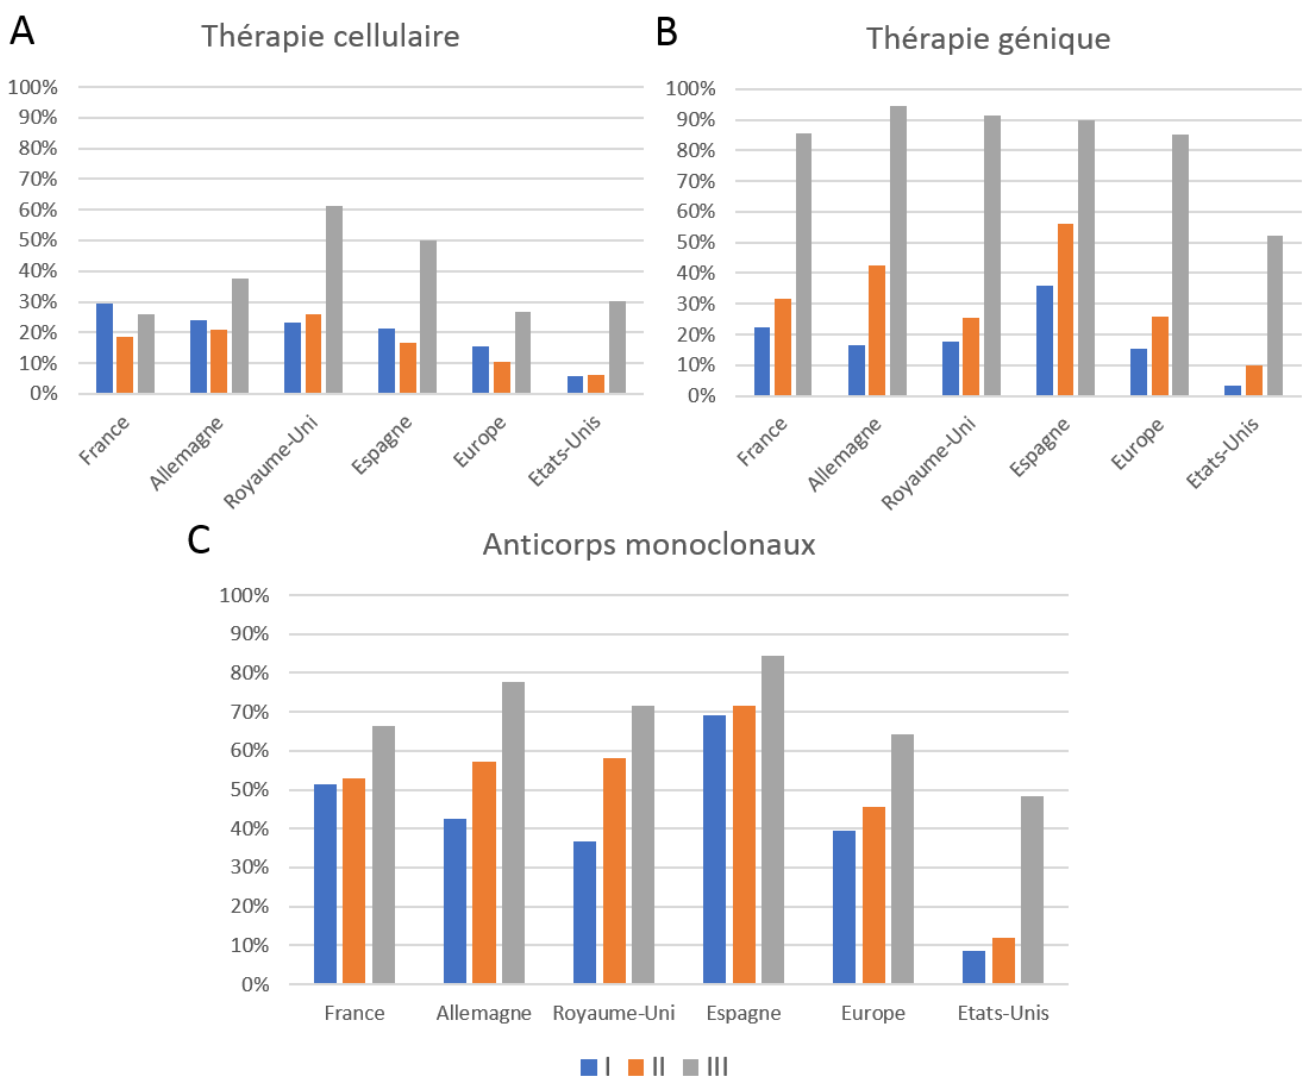 A
Thérapie cellulaire
100%
90%
80%
70%
60%
50%
40%
30%
20%
10%
0%
France
Allemagne
Royaume-Uni
Espagne
Europe
Etats-Unis
B
Thérapie génique
100%
90%
80%
70%
60%
50%
40%
30%
20%
10%
0%
France
Allemagne
Royaume-Uni
Espagne
Europe
Etats-Unis
C
Anticorps monoclonaux
100%
90%
80%
70%
60%
50%
40%
30%
20%
10%
0%
France Allemagne Royaume-Uni Espagne Europe Etats-Unis
I II III